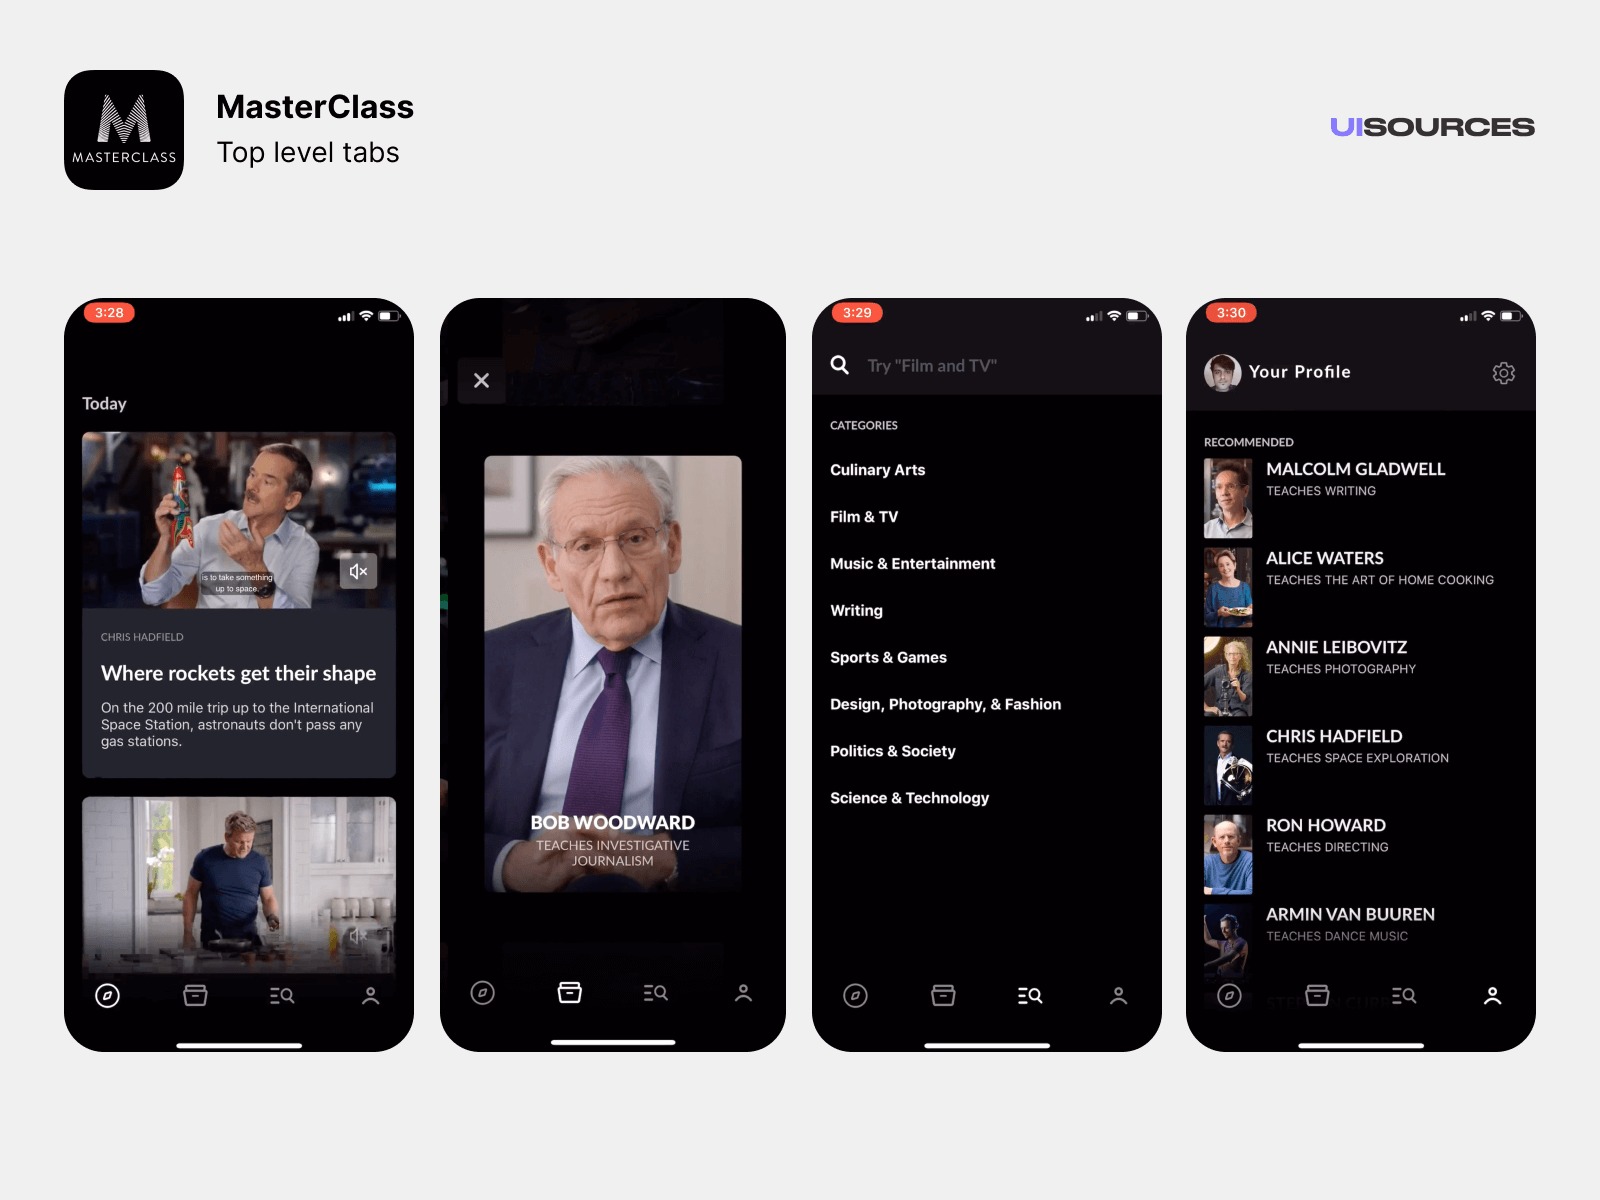 MASTERCLASS
MasterClass
Top level tabs
UISOURCES
3:28
Today
is to take something
up to space.
CHRIS HADFIELD
Where rockets get their shape
On the 200 mile trip up to the International
Space Station, astronauts don't pass any
gas stations.
BOB WOODWARD
TEACHES INVESTIGATIVE
JOURNALISM
3:29
Try "Film and TV"
CATEGORIES
Culinary Arts
Film & TV
Music & Entertainment
Writing
Sports & Games
Design, Photography, & Fashion
Politics & Society
Science & Technology
3:30
Your Profile
RECOMMENDED
MALCOLM GLADWELL
TEACHES WRITING
ALICE WATERS
TEACHES THE ART OF HOME COOKING
ANNIE LEIBOVITZ
TEACHES PHOTOGRAPHY
CHRIS HADFIELD
TEACHES SPACE EXPLORATION
RON HOWARD
TEACHES DIRECTING
ARMIN VAN BUUREN
TEACHES DANCE MUSIC